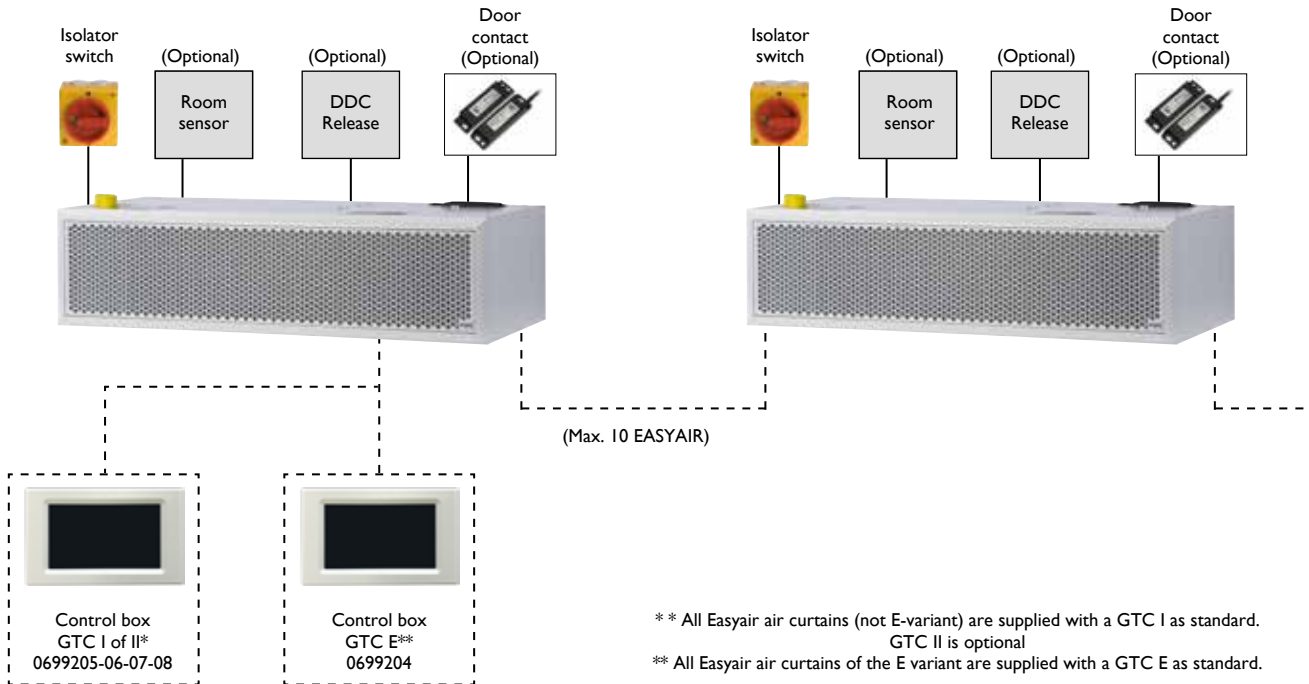 Isolator
switch
(Optional)
Room
sensor
(Optional)
DDC
Release
Door
contact
(Optional)
Isolator
switch
(Optional)
Room
sensor
(Optional)
DDC
Release
Door
contact
(Optional)
(Max. 10 EASYAIR)
Control box
GTC I of II*
0699205-06-07-08
Control box
GTC E**
0699204
* * All Easyair air curtains (not E-variant) are supplied with a GTC I as standard.
GTC II is optional
** All Easyair air curtains of the E variant are supplied with a GTC E as standard.